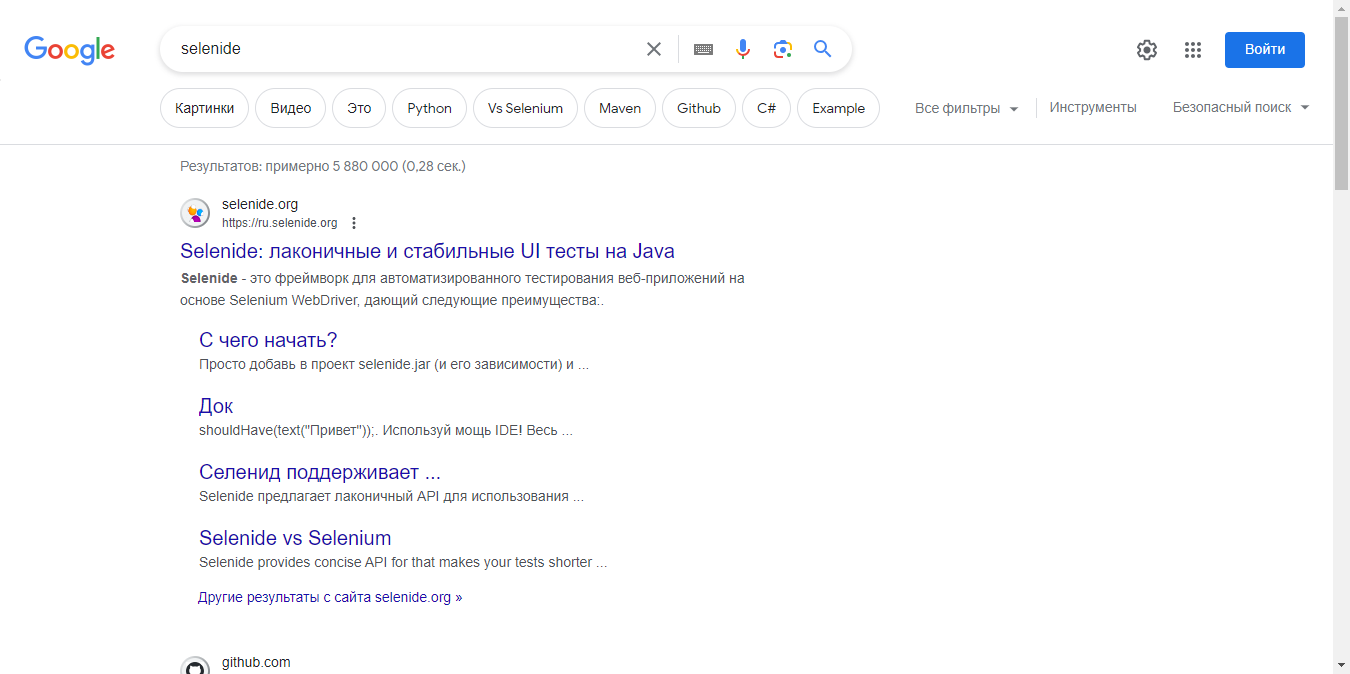 Google
selenide
Войти
Картинки
Видео
Это
Python
Vs Selenium
Maven
Github
C#
Example
Все фильтры
Инструменты
Безопасный поиск
Результатов: примерно 5 880 000 (0,28 сек.)
selenide.org
https://ru.selenide.org
Selenide: лаконичные и стабильные UI тесты на Java
Selenide - это фреймворк для автоматизированного тестирования веб-приложений на
основе Selenium WebDriver, дающий следующие преимущества:.
С чего начать?
Просто добавь в проект selenide.jar (и его зависимости) и ...
Док
shouldHave(text("Привет"));. Используй мощь IDE! Весь ...
Селенид поддерживает ...
Selenide предлагает лаконичный API для использования ...
Selenide vs Selenium
Selenide provides concise API for that makes your tests shorter ...
Другие результаты с сайта selenide.org »
github.com